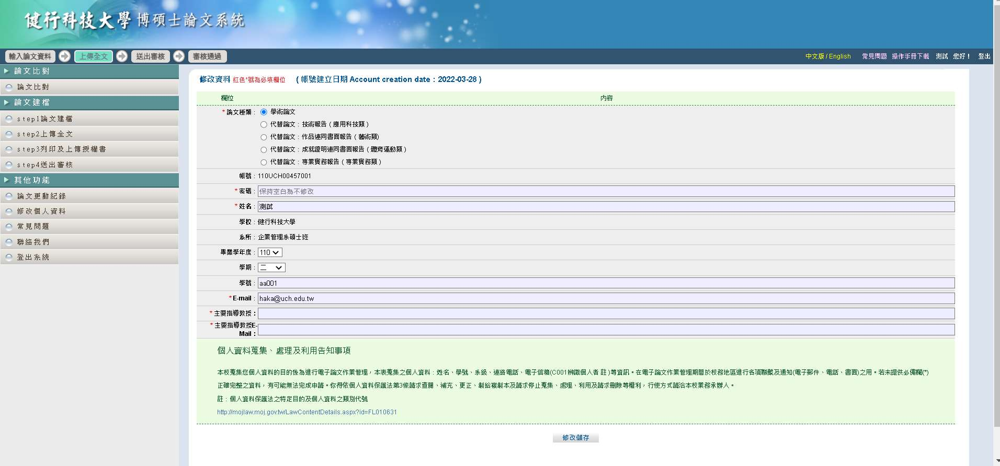 健行科技大學 博碩士論文系統
輸入論文資料 上傳全文 送出審核 審核通過
中文版 / English 常見問題 操作手冊下載 測試 您好！ 登出
論文比對
論文比對
論文建檔
step1論文建檔
step2上傳全文
step3列印及上傳授權書
step4送出審核
其他功能
論文更動紀錄
修改個人資料
常見問題
聯絡我們
登出系統
修改資料 紅色*號為必填欄位 （帳號建立日期 Account creation date：2022-03-28）
欄位 內容
*論文種類： 學術論文
代替論文：技術報告（應用科技類）
代替論文：作品連同書面報告（藝術類)
代替論文：成就證明連同書面報告（體育運動類）
代替論文：專業實務報告（專業實務類）
帳號：110UCH00457001
*密碼：保持空白為不修改
*姓名：測試
學校：健行科技大學
系所：企業管理系碩士班
畢業學年度：110
學期：二
學號：aa001
*E-mail：haka@uch.edu.tw
*主要指導教授：
*主要指導教授E-
Mail：
個人資料蒐集、處理及利用告知事項
本校蒐集您個人資料的目的係為進行電子論文作業管理，本表蒐集之個人資料：姓名、學號、系級、連絡電話、電子信箱(C001辨識個人者 註)等資訊。在電子論文作業管理期間於校務地區進行各項聯繫及通知(電子郵件、電話、書面)之用。若未提供必備欄(*)
正確完整之資料，有可能無法完成申請。你得依個人資料保護法第3條請求查閱、補充、更正、製給複製本及請求停止蒐集、處理、利用及請求刪除等權利，行使方式請洽本校業務承辦人。
註：個人資料保護法之特定目的及個人資料之類別代號
http://mojlaw.moj.gov.tw/LawContentDetails.aspx?id=FL010631
修改儲存